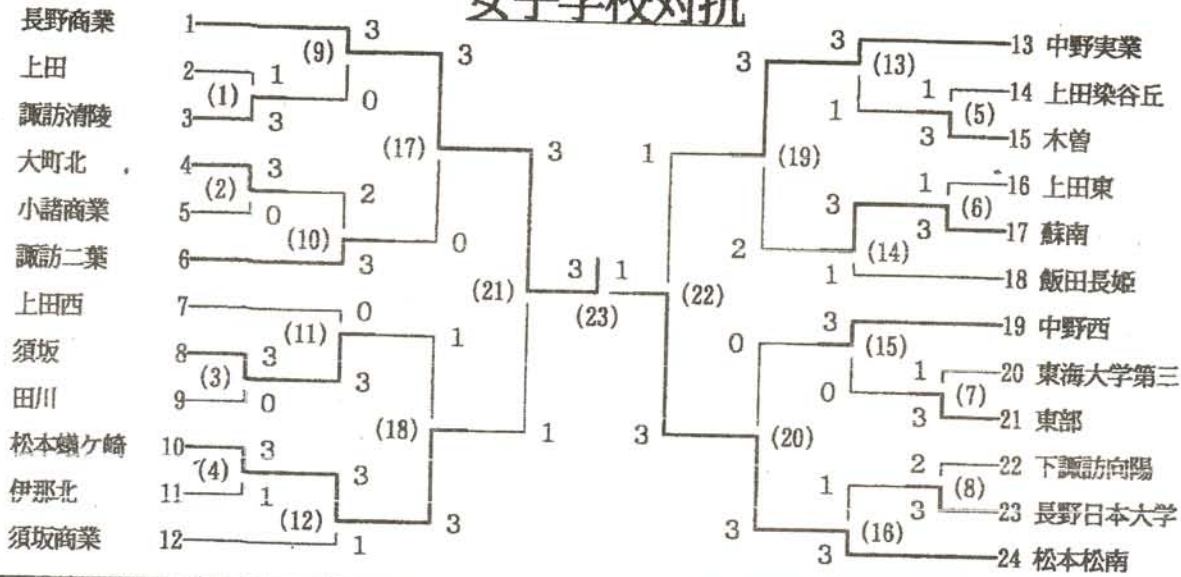 女子学校対抗
長野商業 1
上田 2
諏訪清陵 3
大町北 4
小諸商業 5
諏訪二葉 6
上田西 7
須坂 8
田川 9
松本蟻ケ崎 10
伊那北 11
須坂商業 12
(1) 1 3
(2) 3 0
(3) 3 0
(4) 3 1
(9) 3 0
(10) 2 3
(11) 0 3
(12) 3 1
(17) 3 0
(18) 1 3
(21) 3 1
(23) 3 1
(22) 1 3
(19) 3 2
(20) 0 3
(13) 3 1
(14) 3 1
(15) 3 0
(16) 1 3
(5) 1 3
(6) 1 3
(7) 1 3
(8) 2 3
13 中野実業
14 上田染谷丘
15 木曽
16 上田東
17 蘇南
18 飯田長姫
19 中野西
20 東海大学第三
21 東部
22 下諏訪向陽
23 長野日本大学
24 松本松南